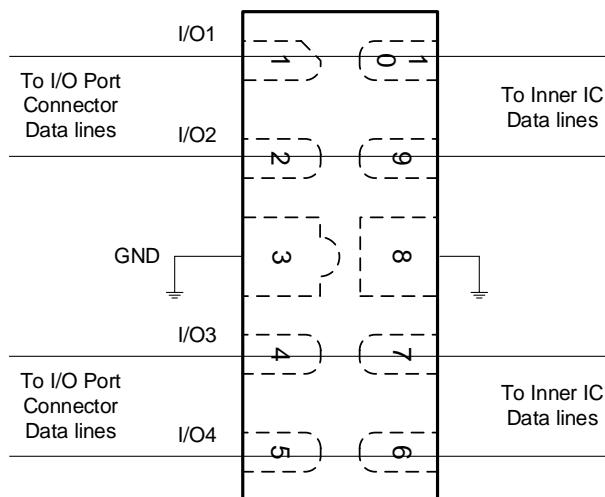 I/O1
1
10
To I/O Port
Connector
Data lines
To Inner IC
Data lines
I/O2
2
9
GND
3
8
I/O3
4
7
To I/O Port
Connector
Data lines
To Inner IC
Data lines
I/O4
5
6